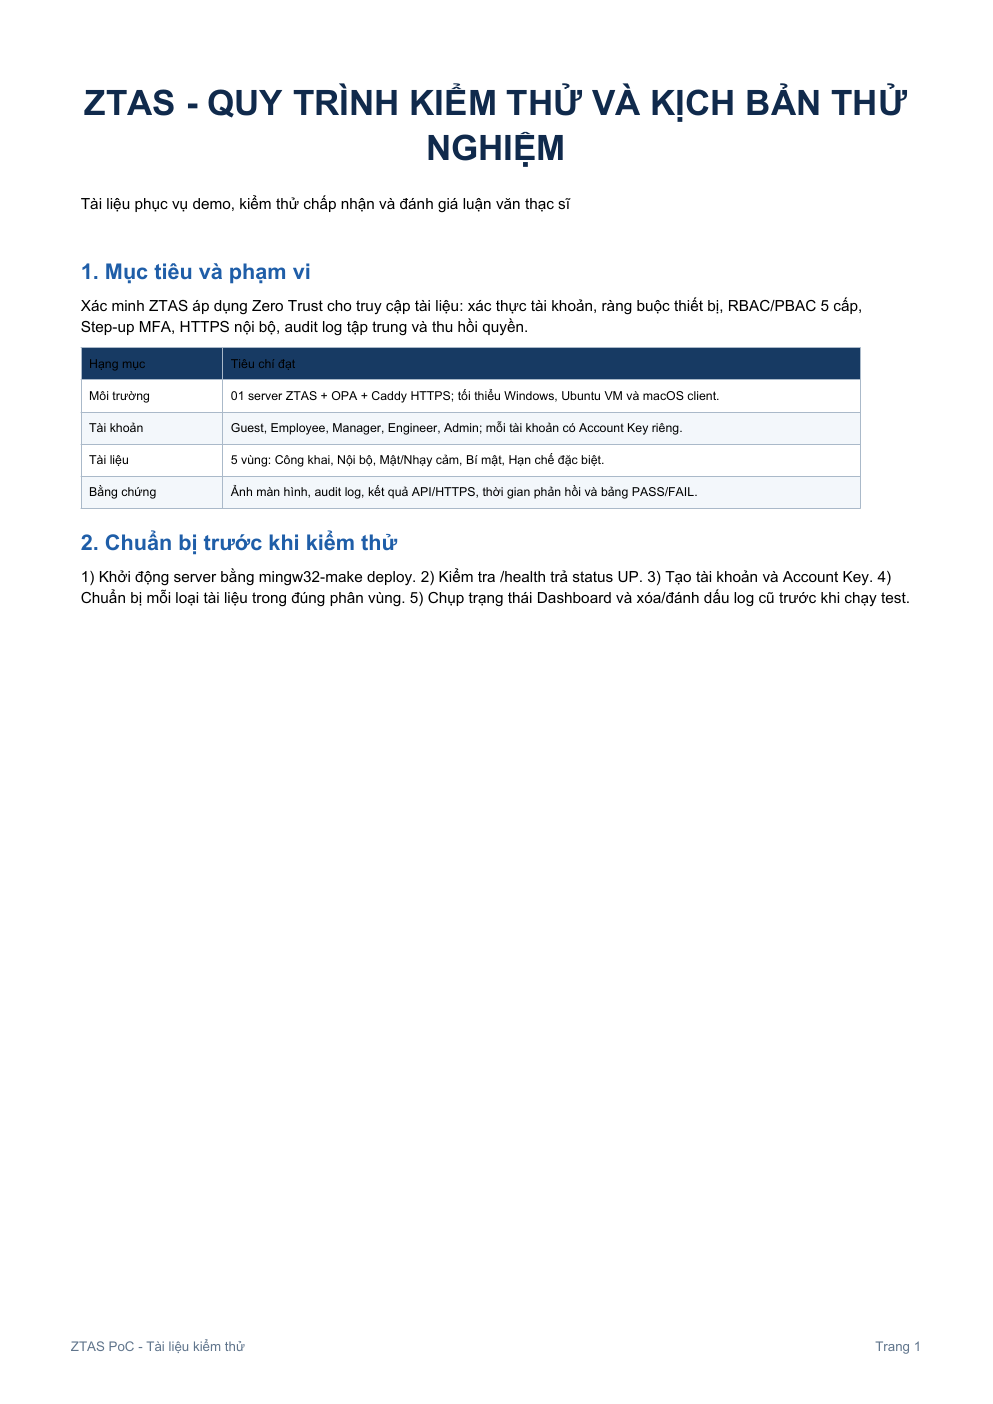 ZTAS - QUY TRÌNH KIỂM THỬ VÀ KỊCH BẢN THỬ
NGHIỆM
Tài liệu phục vụ demo, kiểm thử chấp nhận và đánh giá luận văn thạc sĩ
1. Mục tiêu và phạm vi
Xác minh ZTAS áp dụng Zero Trust cho truy cập tài liệu: xác thực tài khoản, ràng buộc thiết bị, RBAC/PBAC 5 cấp,
Step-up MFA, HTTPS nội bộ, audit log tập trung và thu hồi quyền.
Hạng mục Tiêu chí đạt
Môi trường 01 server ZTAS + OPA + Caddy HTTPS; tối thiểu Windows, Ubuntu VM và macOS client.
Tài khoản Guest, Employee, Manager, Engineer, Admin; mỗi tài khoản có Account Key riêng.
Tài liệu 5 vùng: Công khai, Nội bộ, Mật/Nhạy cảm, Bí mật, Hạn chế đặc biệt.
Bằng chứng Ảnh màn hình, audit log, kết quả API/HTTPS, thời gian phản hồi và bảng PASS/FAIL.
2. Chuẩn bị trước khi kiểm thử
1) Khởi động server bằng mingw32-make deploy. 2) Kiểm tra /health trả status UP. 3) Tạo tài khoản và Account Key. 4)
Chuẩn bị mỗi loại tài liệu trong đúng phân vùng. 5) Chụp trạng thái Dashboard và xóa/đánh dấu log cũ trước khi chạy test.
ZTAS PoC - Tài liệu kiểm thử Trang 1